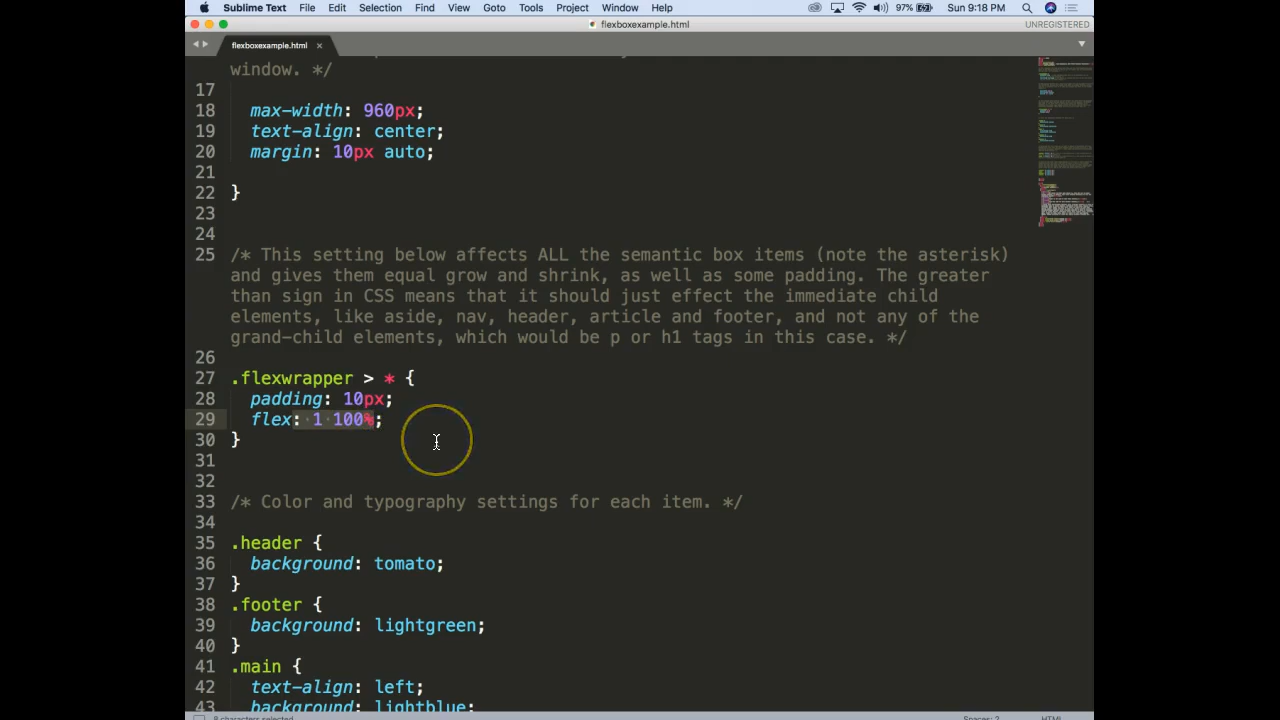 Sublime Text File Edit Selection Find View Goto Tools Project Window Help 97% Sun 9:18 PM
flexboxexample.html UNREGISTERED
flexboxexample.html ×
window. */
17
18 max-width: 960px;
19 text-align: center;
20 margin: 10px auto;
21
22 }
23
24
25 /* This setting below affects ALL the semantic box items (note the asterisk)
and gives them equal grow and shrink, as well as some padding. The greater
than sign in CSS means that it should just effect the immediate child
elements, like aside, nav, header, article and footer, and not any of the
grand-child elements, which would be p or h1 tags in this case. */
26
27 .flexwrapper > * {
28 padding: 10px;
29 flex: 1 100%;
30 }
31
32
33 /* Color and typography settings for each item. */
34
35 .header {
36 background: tomato;
37 }
38 .footer {
39 background: lightgreen;
40 }
41 .main {
42 text-align: left;
43 background: lightblue;
8 characters selected Spaces: 2 HTML